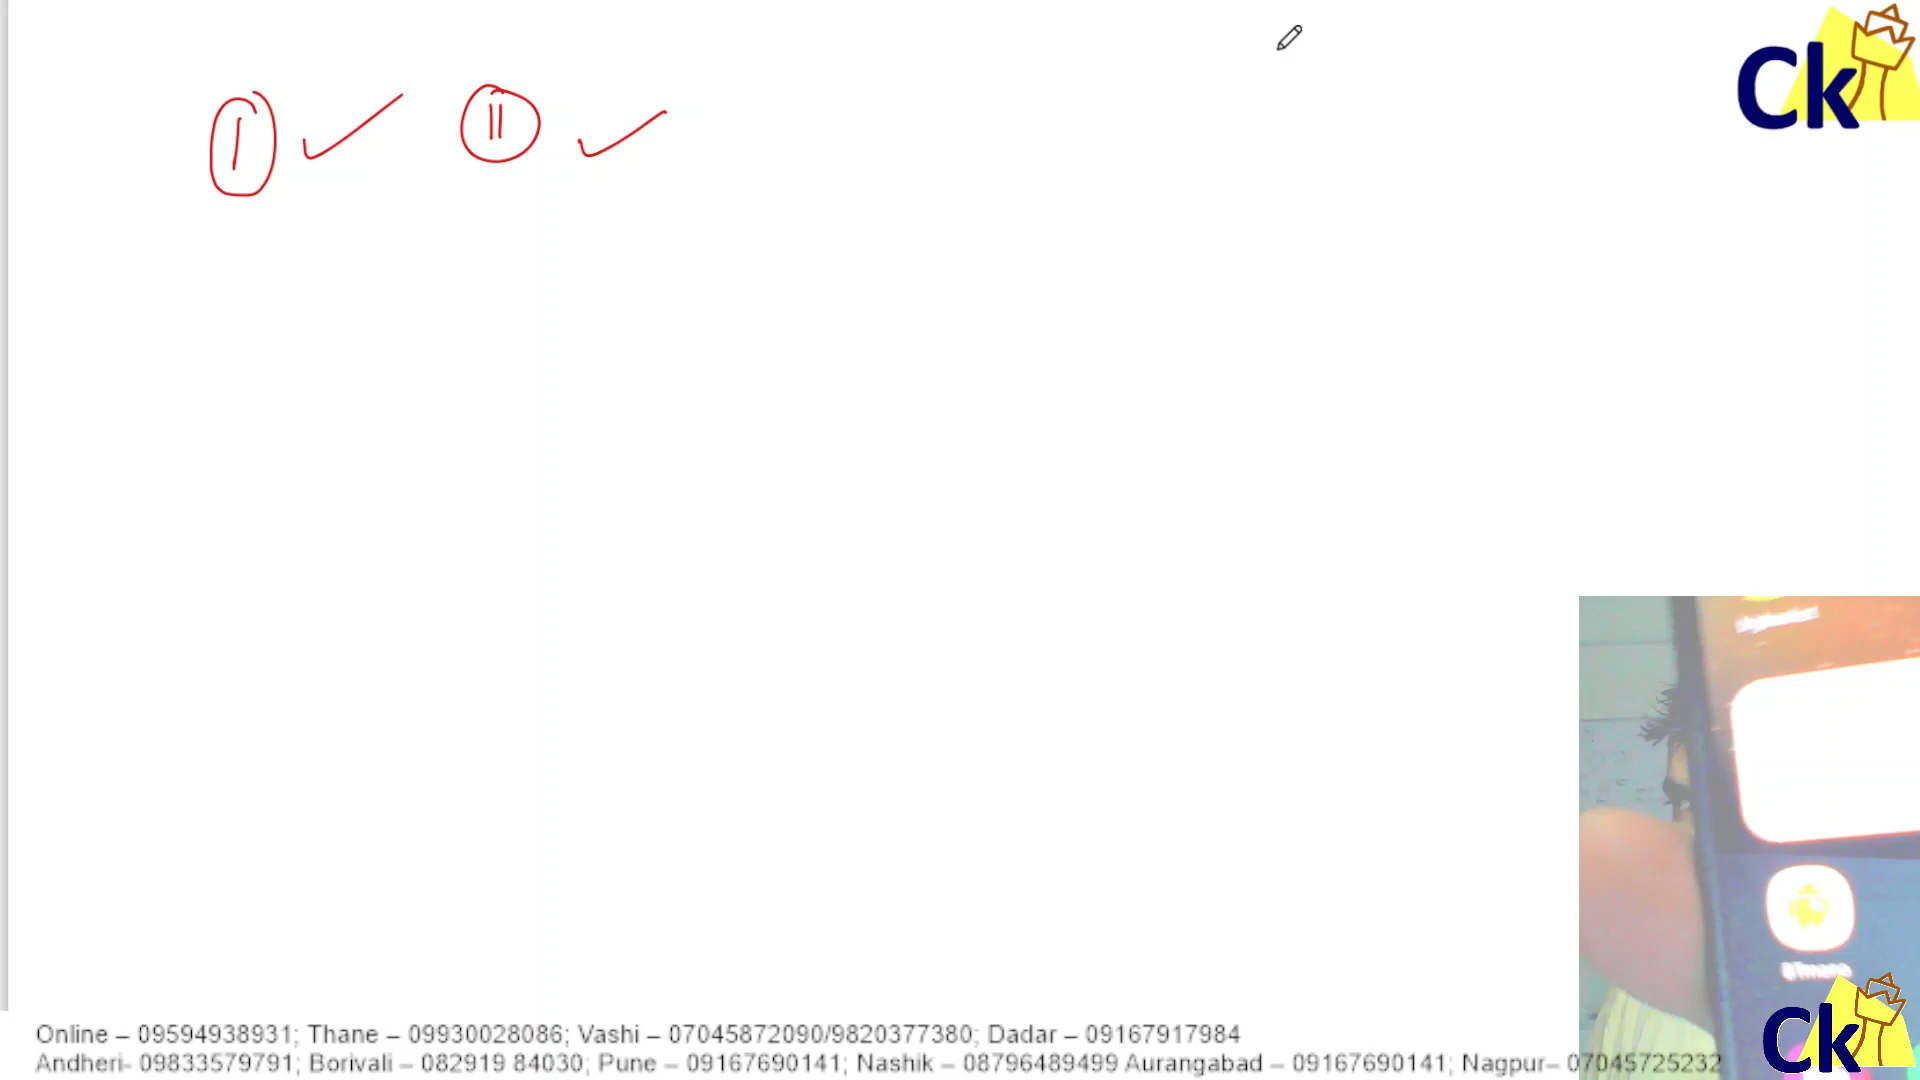 I II
Ck
Online – 09594938931; Thane – 09930028086; Vashi – 07045872090/9820377380; Dadar – 09167917984
Andheri- 09833579791; Borivali – 082919 84030; Pune – 09167690141; Nashik – 08796489499 Aurangabad – 09167690141; Nagpur– 07045725232
Ck